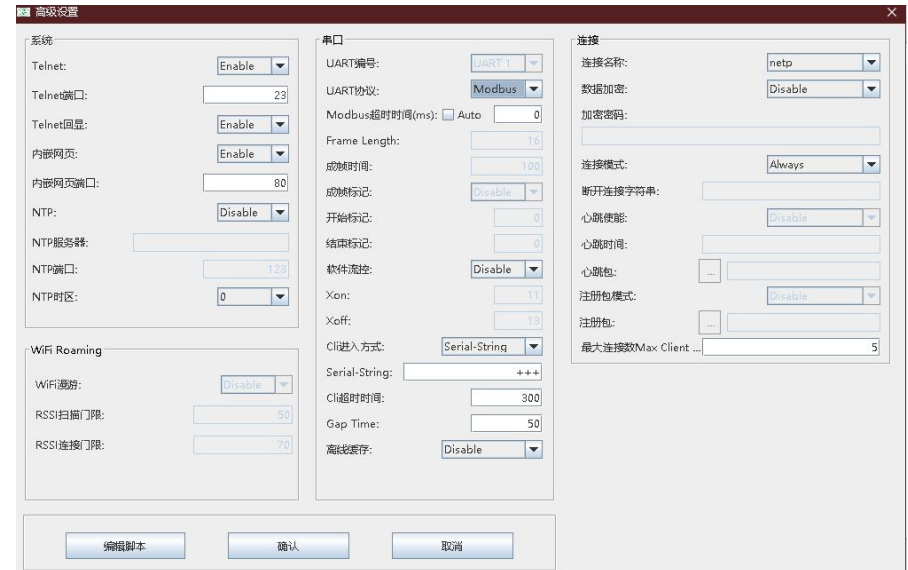 高级设置
系统
Telnet: Enable
Telnet端口: 23
Telnet回显: Enable
内嵌网页: Enable
内嵌网页端口: 80
NTP: Disable
NTP服务器:
NTP端口: 123
NTP时区: 0
WiFi Roaming
WiFi漫游: Disable
RSSI扫描门限: 50
RSSI连接门限: 70
串口
UART编号: UART 1
UART协议: Modbus
Modbus超时时间(ms): Auto 0
Frame Length: 16
成帧时间: 100
成帧标记: Disable
开始标记: 0
结束标记: 0
软件流控: Disable
Xon: 11
Xoff: 13
Cli进入方式: Serial-String
Serial-String: +++
Cli超时时间: 300
Gap Time: 50
离线缓存: Disable
连接
连接名称: netp
数据加密: Disable
加密密码:
连接模式: Always
断开连接字符串:
心跳使能: Disable
心跳时间:
心跳包: ...
注册包模式: Disable
注册包: ...
最大连接数Max Client ... 5
编辑脚本
确认
取消